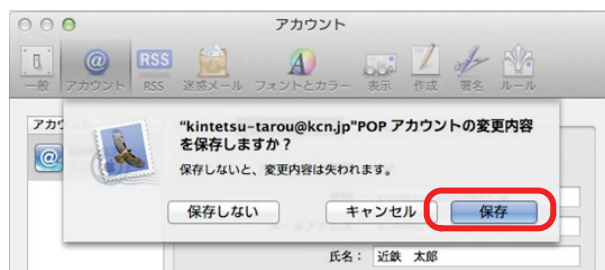 アカウント
一般 アカウント RSS 迷惑メール フォントとカラー 表示 作成 署名 ルール
RSS
アカウ
"kintetsu-tarou@kcn.jp"POP アカウントの変更内容
を保存しますか？
保存しないと、変更内容は失われます。
保存しない キャンセル 保存
氏名： 近鉄 太郎